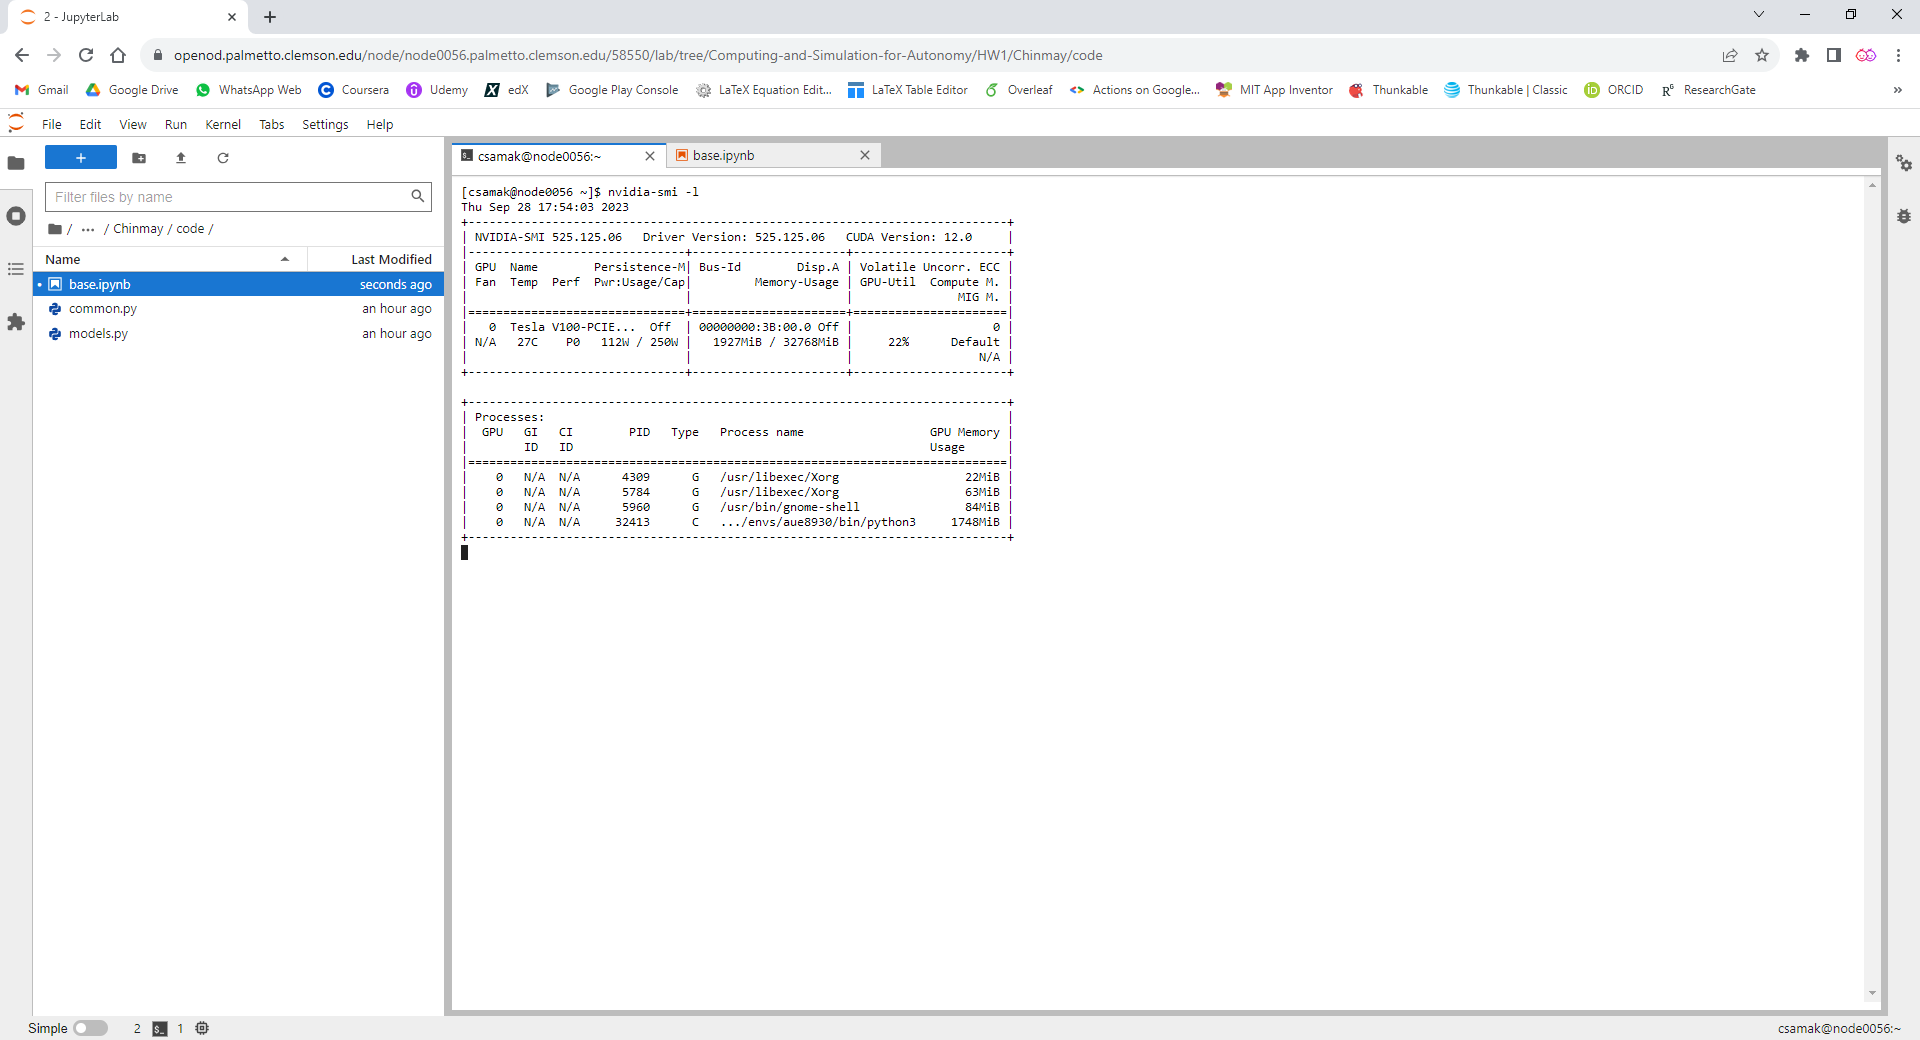 2 - JupyterLab
openod.palmetto.clemson.edu/node/node0056.palmetto.clemson.edu/58550/lab/tree/Computing-and-Simulation-for-Autonomy/HW1/Chinmay/code
Gmail Google Drive WhatsApp Web Coursera Udemy edX Google Play Console LaTeX Equation Edit... LaTeX Table Editor Overleaf Actions on Google... MIT App Inventor Thunkable Thunkable | Classic ORCID ResearchGate »
File Edit View Run Kernel Tabs Settings Help
+
Filter files by name
/ ... / Chinmay / code /
Name Last Modified
base.ipynb seconds ago
common.py an hour ago
models.py an hour ago
csamak@node0056:~ base.ipynb
[csamak@node0056 ~]$ nvidia-smi -l
Thu Sep 28 17:54:03 2023
+-----------------------------------------------------------------------------+
| NVIDIA-SMI 525.125.06   Driver Version: 525.125.06   CUDA Version: 12.0     |
|-------------------------------+----------------------+----------------------+
| GPU  Name        Persistence-M| Bus-Id        Disp.A | Volatile Uncorr. ECC |
| Fan  Temp  Perf  Pwr:Usage/Cap|         Memory-Usage | GPU-Util  Compute M. |
|                               |                      |               MIG M. |
|===============================+======================+======================|
|   0  Tesla V100-PCIE...  Off  | 00000000:3B:00.0 Off |                    0 |
| N/A   27C    P0   112W / 250W |   1927MiB / 32768MiB |     22%      Default |
|                               |                      |                  N/A |
+-------------------------------+----------------------+----------------------+
+-----------------------------------------------------------------------------+
| Processes:                                                                  |
|  GPU   GI   CI        PID   Type   Process name                  GPU Memory |
|        ID   ID                                                   Usage      |
|=============================================================================|
|    0   N/A  N/A      4309      G   /usr/libexec/Xorg                  22MiB |
|    0   N/A  N/A      5784      G   /usr/libexec/Xorg                  63MiB |
|    0   N/A  N/A      5960      G   /usr/bin/gnome-shell               84MiB |
|    0   N/A  N/A     32413      C   .../envs/aue8930/bin/python3     1748MiB |
+-----------------------------------------------------------------------------+
Simple 2 $_ 1 csamak@node0056:~